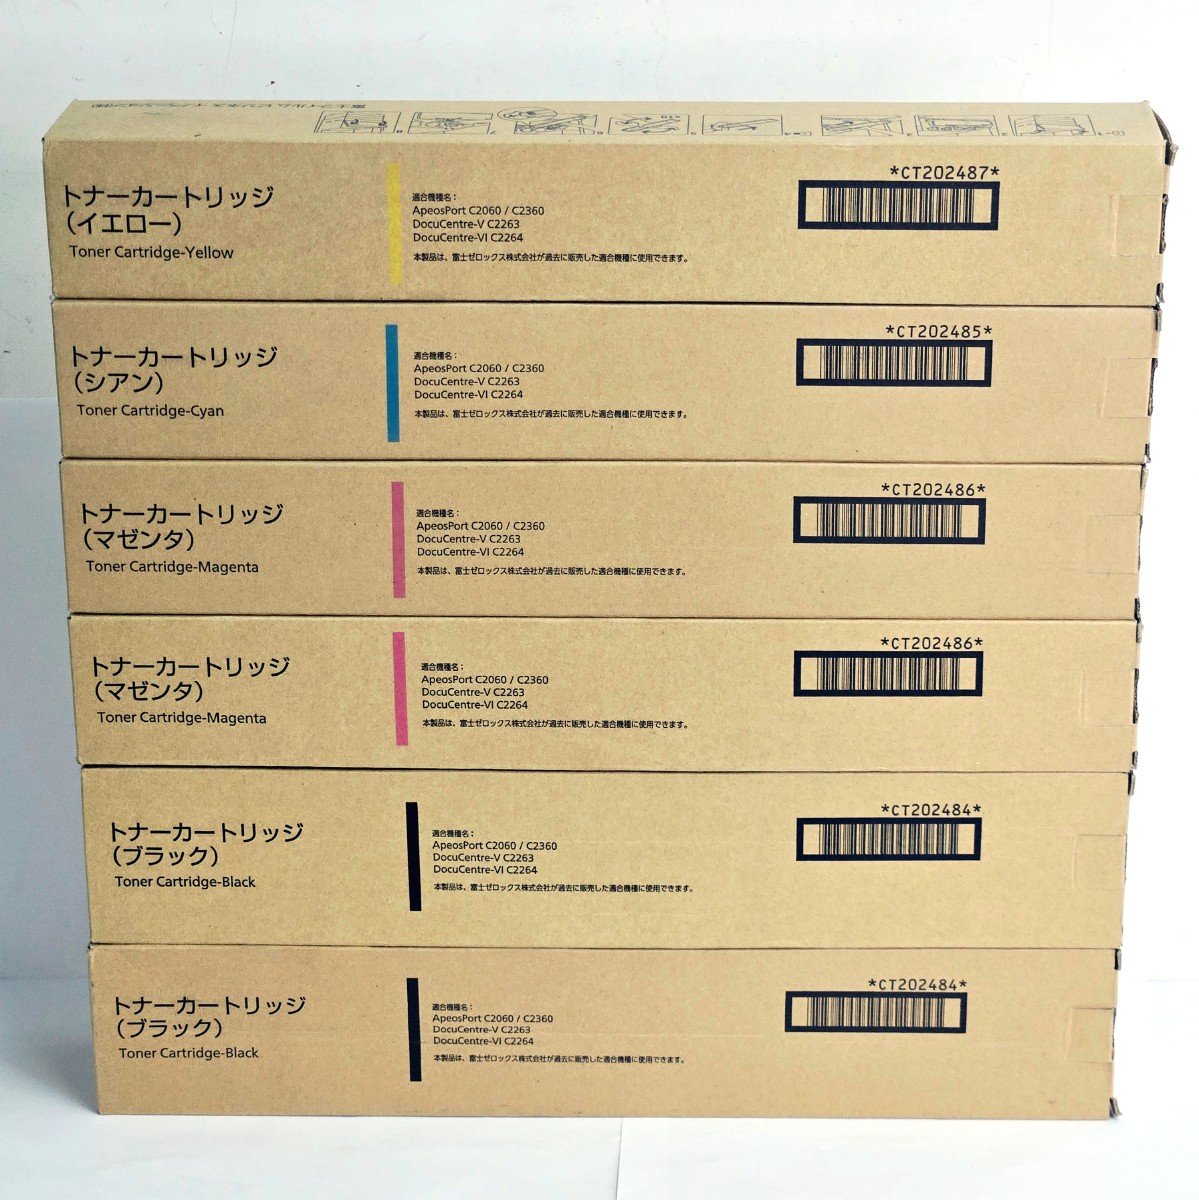 富士フイルム ビジネス イノベーション(株)
トナーカートリッジ
(イエロー)
Toner Cartridge-Yellow
適合機種名：
ApeosPort C2060 / C2360
DocuCentre-V C2263
DocuCentre-VI C2264
本製品は、富士ゼロックス株式会社が過去に販売した適合機種に使用できます。
*CT202487*
トナーカートリッジ
(シアン)
Toner Cartridge-Cyan
適合機種名：
ApeosPort C2060 / C2360
DocuCentre-V C2263
DocuCentre-VI C2264
本製品は、富士ゼロックス株式会社が過去に販売した適合機種に使用できます。
*CT202485*
トナーカートリッジ
(マゼンタ)
Toner Cartridge-Magenta
適合機種名：
ApeosPort C2060 / C2360
DocuCentre-V C2263
DocuCentre-VI C2264
本製品は、富士ゼロックス株式会社が過去に販売した適合機種に使用できます。
*CT202486*
トナーカートリッジ
(マゼンタ)
Toner Cartridge-Magenta
適合機種名：
ApeosPort C2060 / C2360
DocuCentre-V C2263
DocuCentre-VI C2264
本製品は、富士ゼロックス株式会社が過去に販売した適合機種に使用できます。
*CT202486*
トナーカートリッジ
(ブラック)
Toner Cartridge-Black
適合機種名：
ApeosPort C2060 / C2360
DocuCentre-V C2263
DocuCentre-VI C2264
本製品は、富士ゼロックス株式会社が過去に販売した適合機種に使用できます。
*CT202484*
トナーカートリッジ
(ブラック)
Toner Cartridge-Black
適合機種名：
ApeosPort C2060 / C2360
DocuCentre-V C2263
DocuCentre-VI C2264
本製品は、富士ゼロックス株式会社が過去に販売した適合機種に使用できます。
*CT202484*